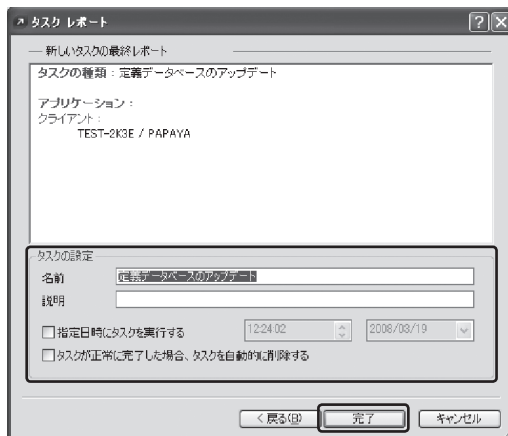 タスク レポート
新しいタスクの最終レポート
タスクの種類：定義データベースのアップデート
アプリケーション：
クライアント：
TEST-2K3E / PAPAYA
タスクの設定
名前 定義データベースのアップデート
説明
指定日時にタスクを実行する 12:24:02 2008/03/19
タスクが正常に完了した場合、タスクを自動的に削除する
< 戻る(B) 完了 キャンセル